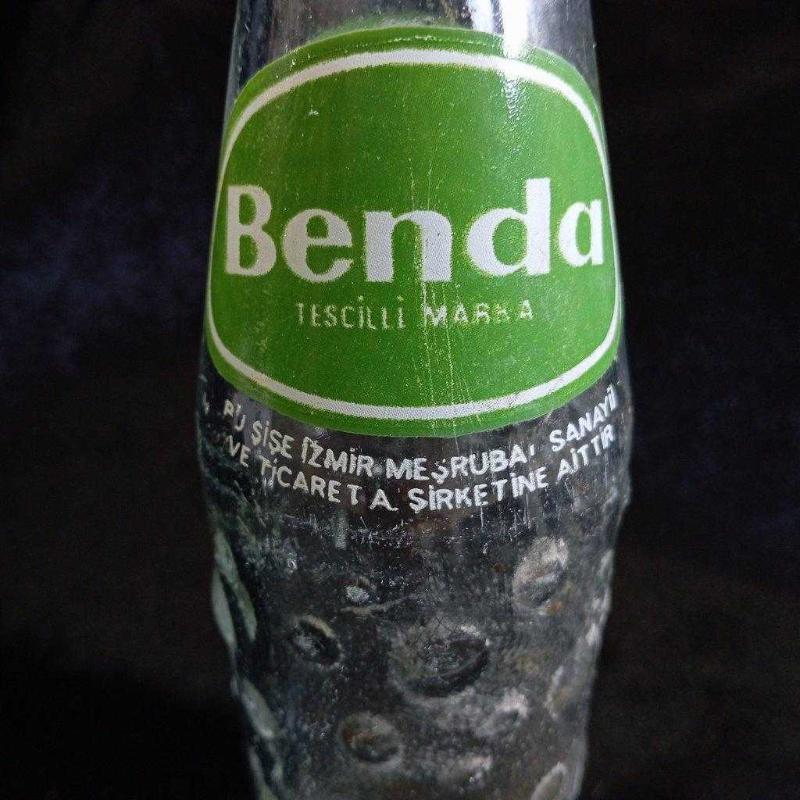 Benda
TESCİLLİ MARKA
BU ŞİŞE İZMİR MEŞRUBAT SANAYİİ
VE TİCARET A. ŞİRKETİNE AİTTİR